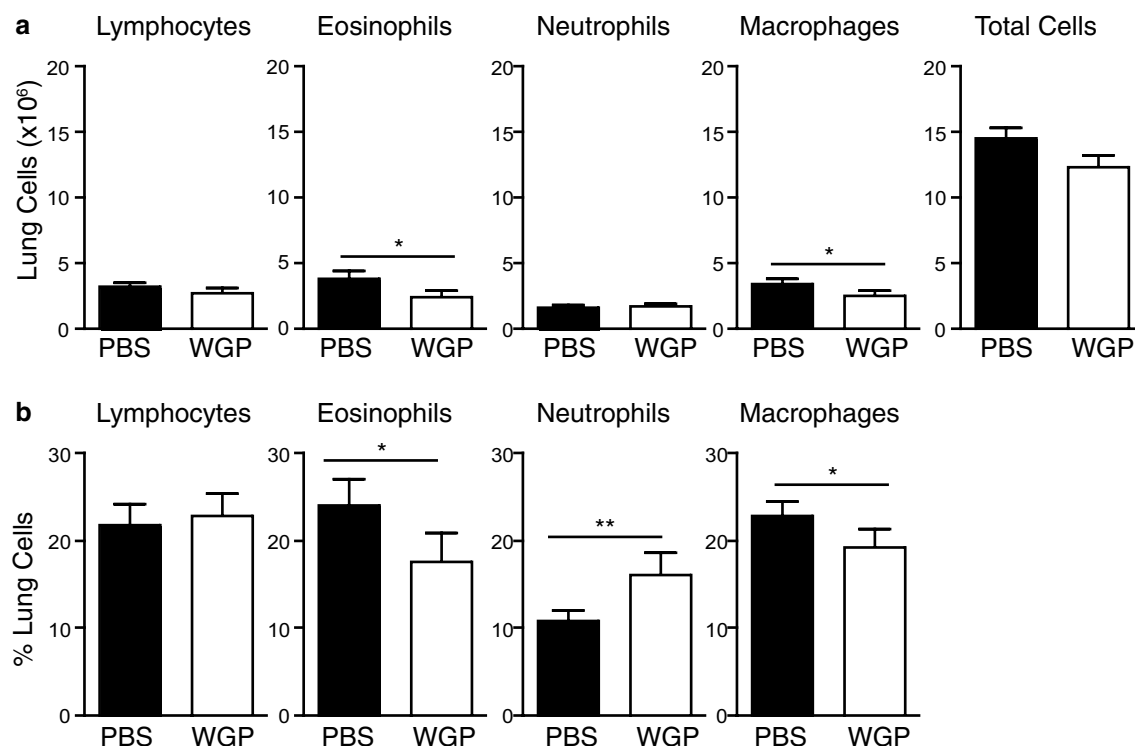 a Lymphocytes Eosinophils Neutrophils Macrophages Total Cells
Lung Cells (x10⁶)
20 20 20 20 20
15 15 15 15 15
10 10 10 10 10
* *
5 5 5 5 5
0 0 0 0 0
PBS WGP PBS WGP PBS WGP PBS WGP PBS WGP
b Lymphocytes Eosinophils Neutrophils Macrophages
% Lung Cells
30 30 30 30
* *
**
20 20 20 20
10 10 10 10
0 0 0 0
PBS WGP PBS WGP PBS WGP PBS WGP